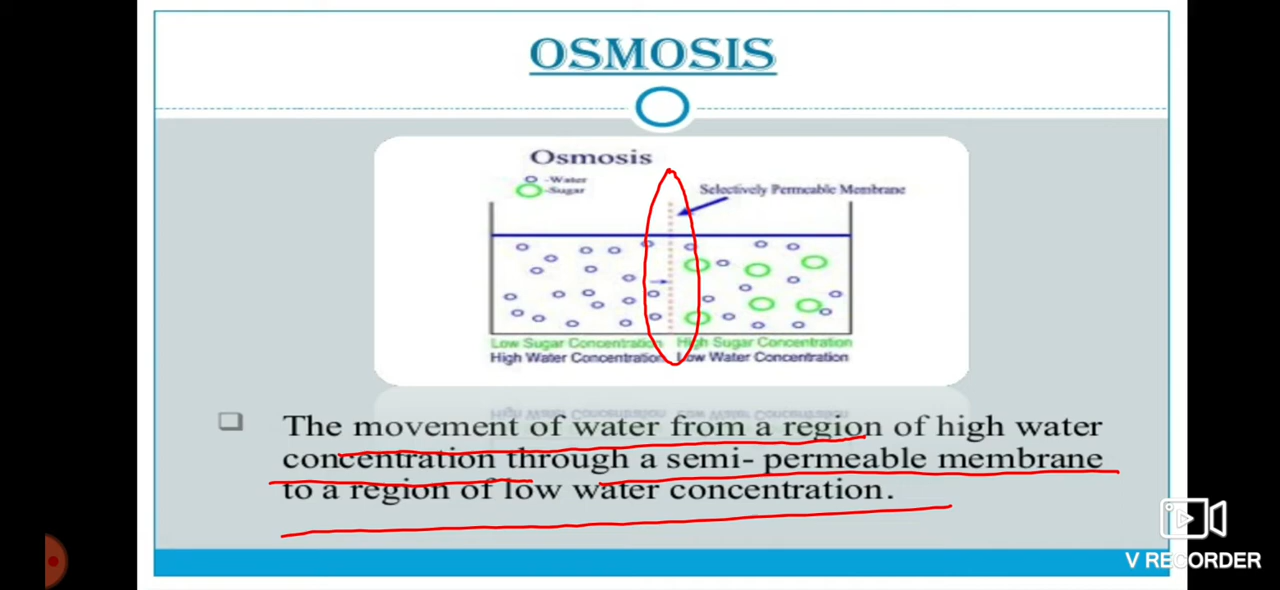 OSMOSIS
Osmosis
-Water
-Sugar
Selectively Permeable Membrane
Low Sugar Concentration High Sugar Concentration
High Water Concentration Low Water Concentration
The movement of water from a region of high water
concentration through a semi- permeable membrane
to a region of low water concentration.
V RECORDER